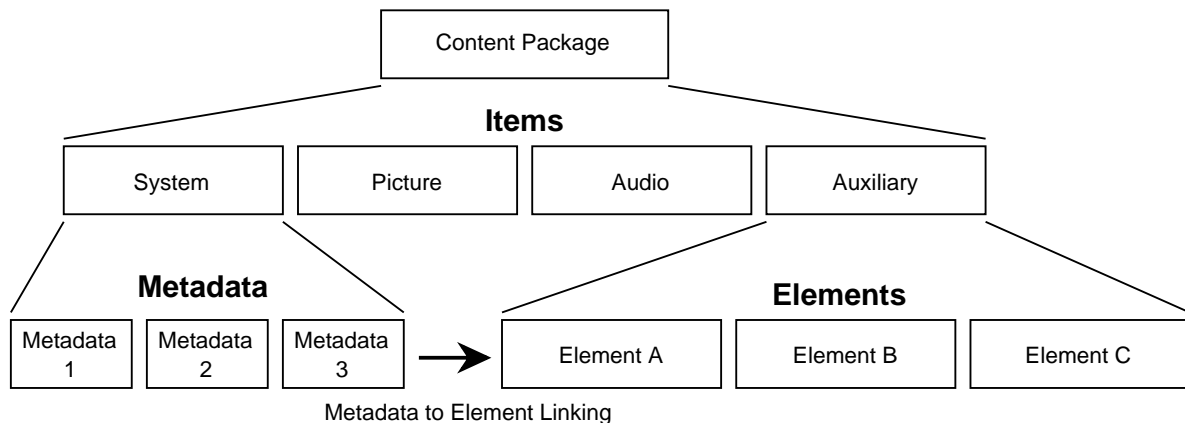 Content Package
Items
System
Picture
Audio
Auxiliary
Metadata
Elements
Metadata
1
Metadata
2
Metadata
3
Element A
Element B
Element C
Metadata to Element Linking